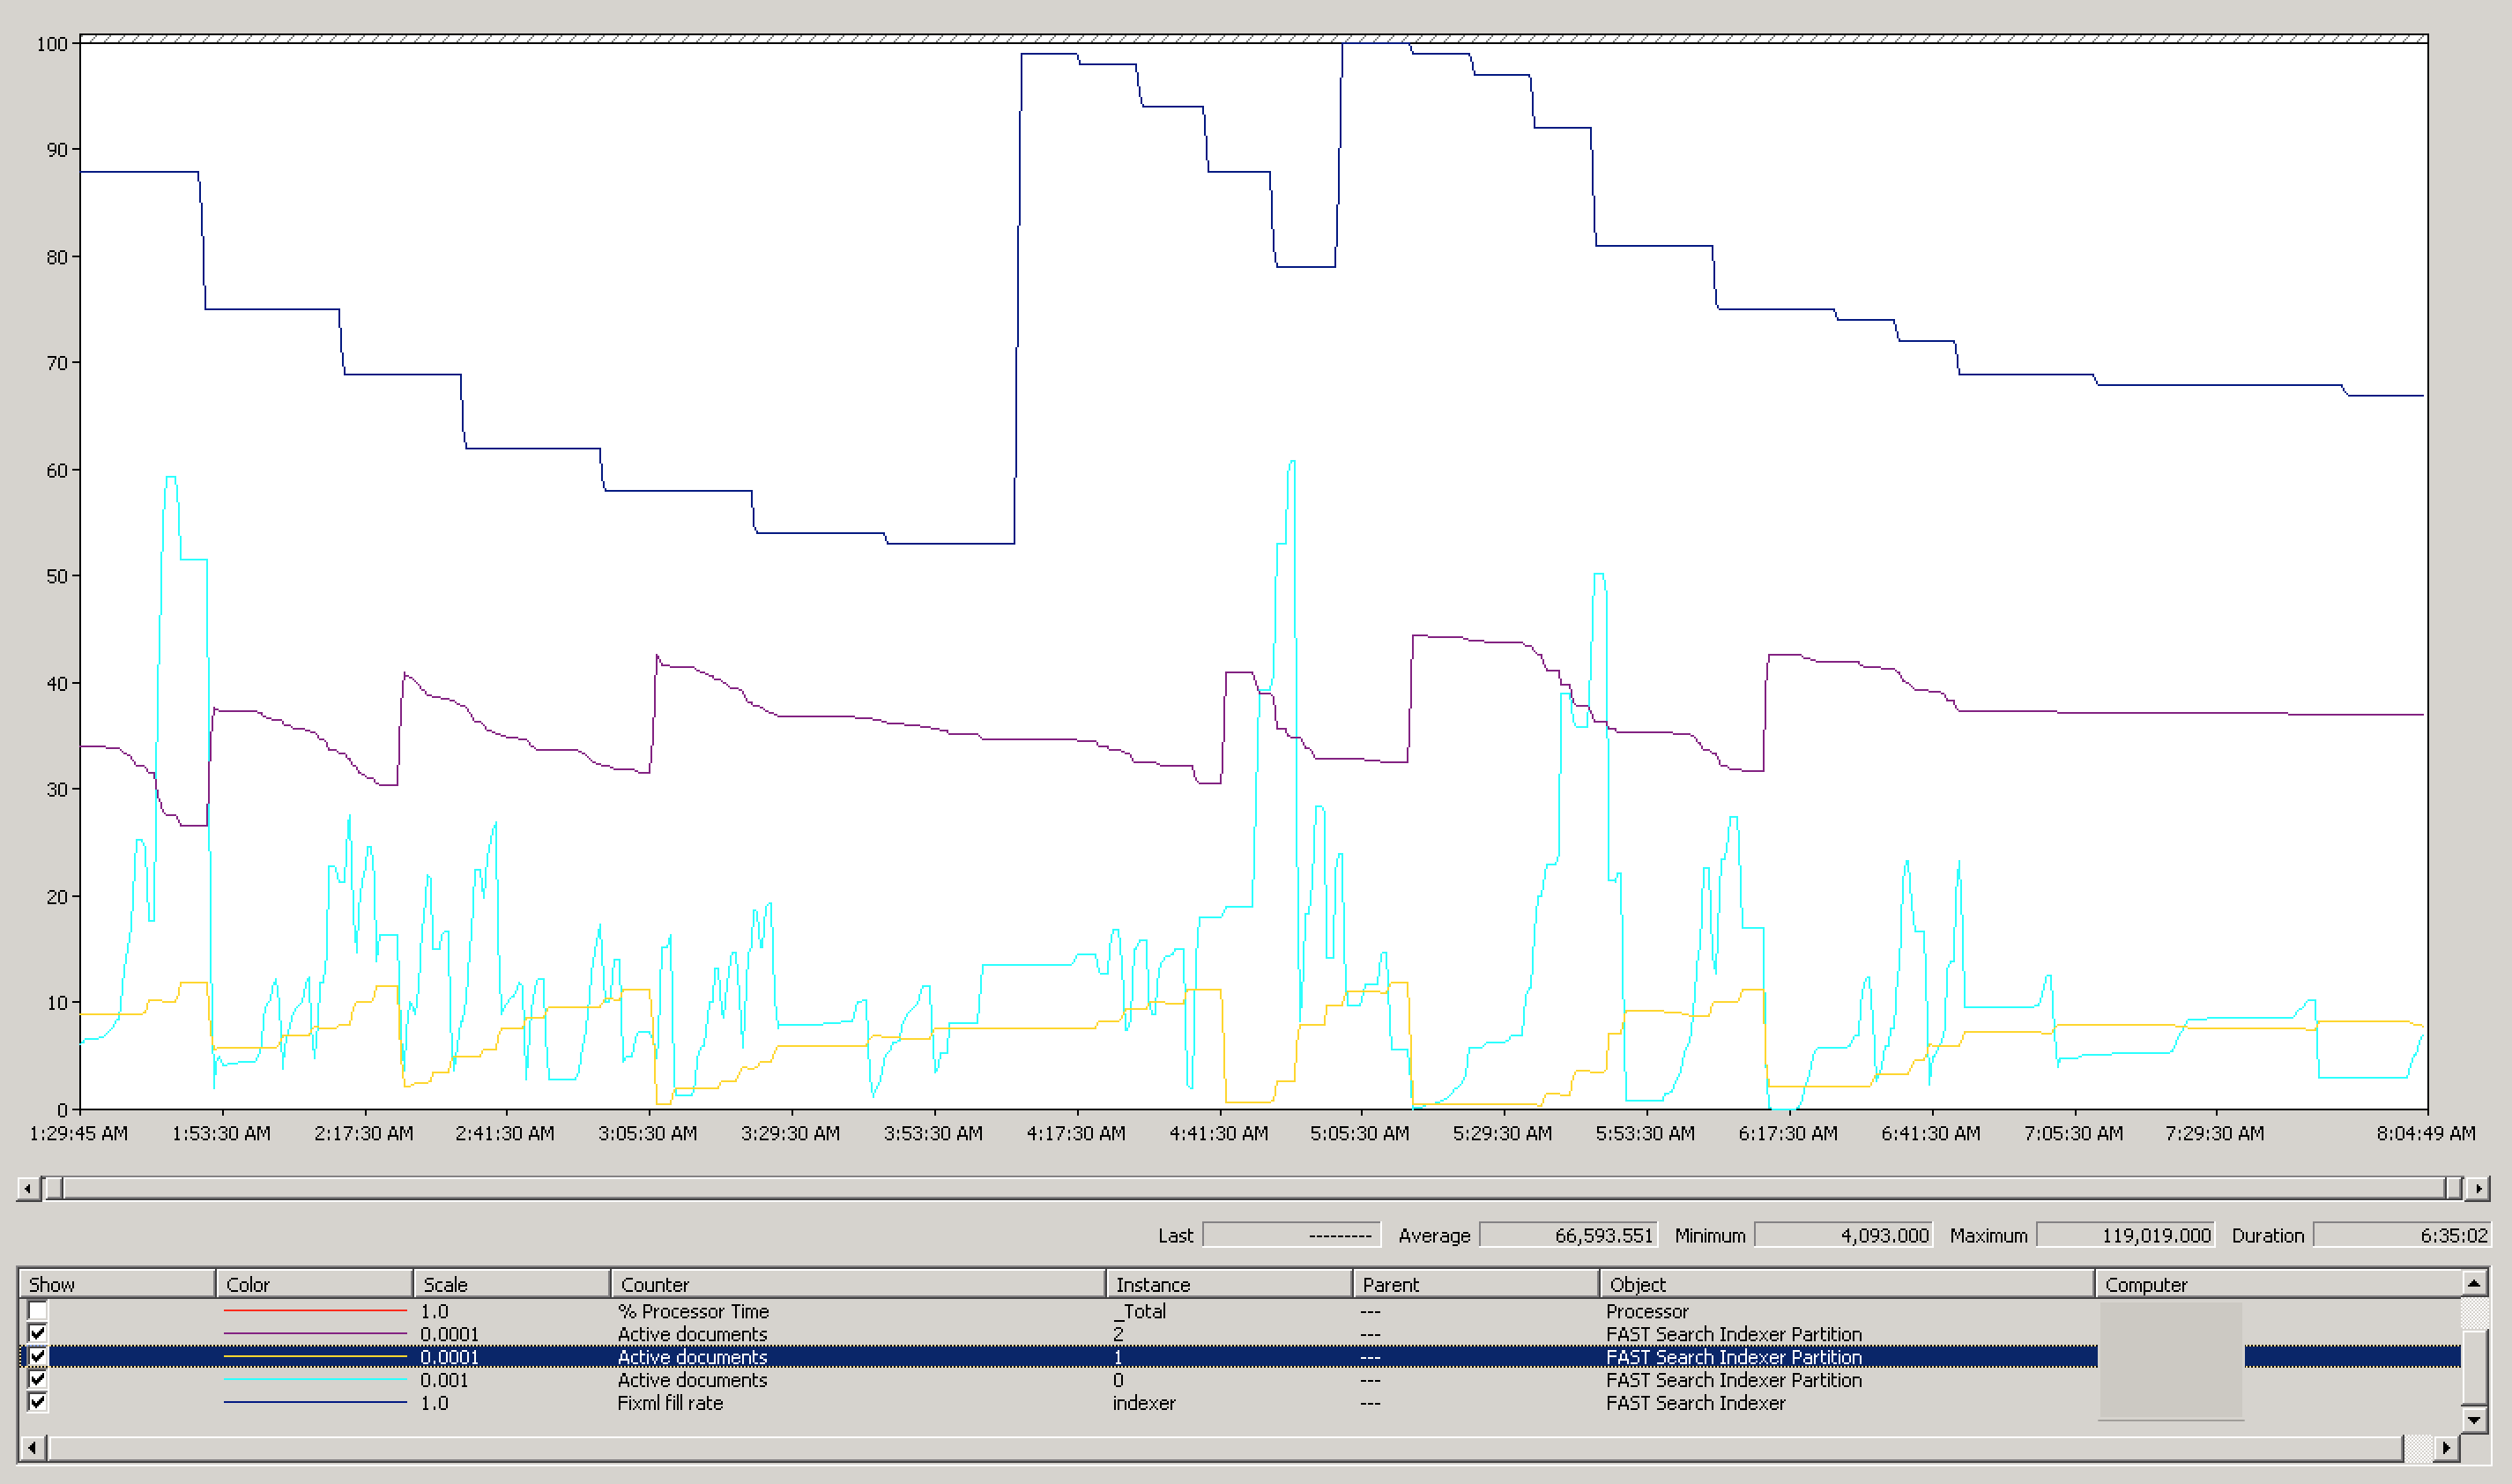 100
90
80
70
60
50
40
30
20
10
0
1:29:45 AM 1:53:30 AM 2:17:30 AM 2:41:30 AM 3:05:30 AM 3:29:30 AM 3:53:30 AM 4:17:30 AM 4:41:30 AM 5:05:30 AM 5:29:30 AM 5:53:30 AM 6:17:30 AM 6:41:30 AM 7:05:30 AM 7:29:30 AM 8:04:49 AM
Last --------- Average 66,593.551 Minimum 4,093.000 Maximum 119,019.000 Duration 6:35:02
Show Color Scale Counter Instance Parent Object Computer
1.0 % Processor Time _Total --- Processor
0.0001 Active documents 2 --- FAST Search Indexer Partition
0.0001 Active documents 1 --- FAST Search Indexer Partition
0.001 Active documents 0 --- FAST Search Indexer Partition
1.0 Fixml fill rate indexer --- FAST Search Indexer